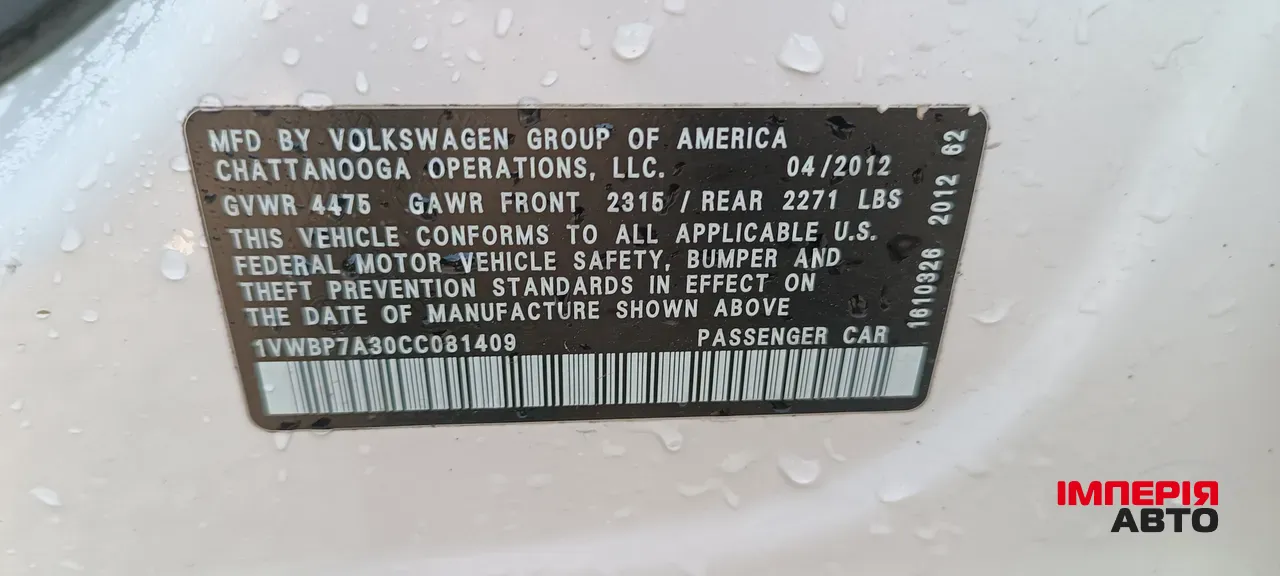 MFD BY VOLKSWAGEN GROUP OF AMERICA
CHATTANOOGA OPERATIONS, LLC. 04/2012
GVWR 4475 GAWR FRONT 2315 / REAR 2271 LBS
THIS VEHICLE CONFORMS TO ALL APPLICABLE U.S.
FEDERAL MOTOR VEHICLE SAFETY, BUMPER AND
THEFT PREVENTION STANDARDS IN EFFECT ON
THE DATE OF MANUFACTURE SHOWN ABOVE
1VWBP7A30CC081409 PASSENGER CAR
1610326 2012 62
ІМПЕРІЯ
АВТО